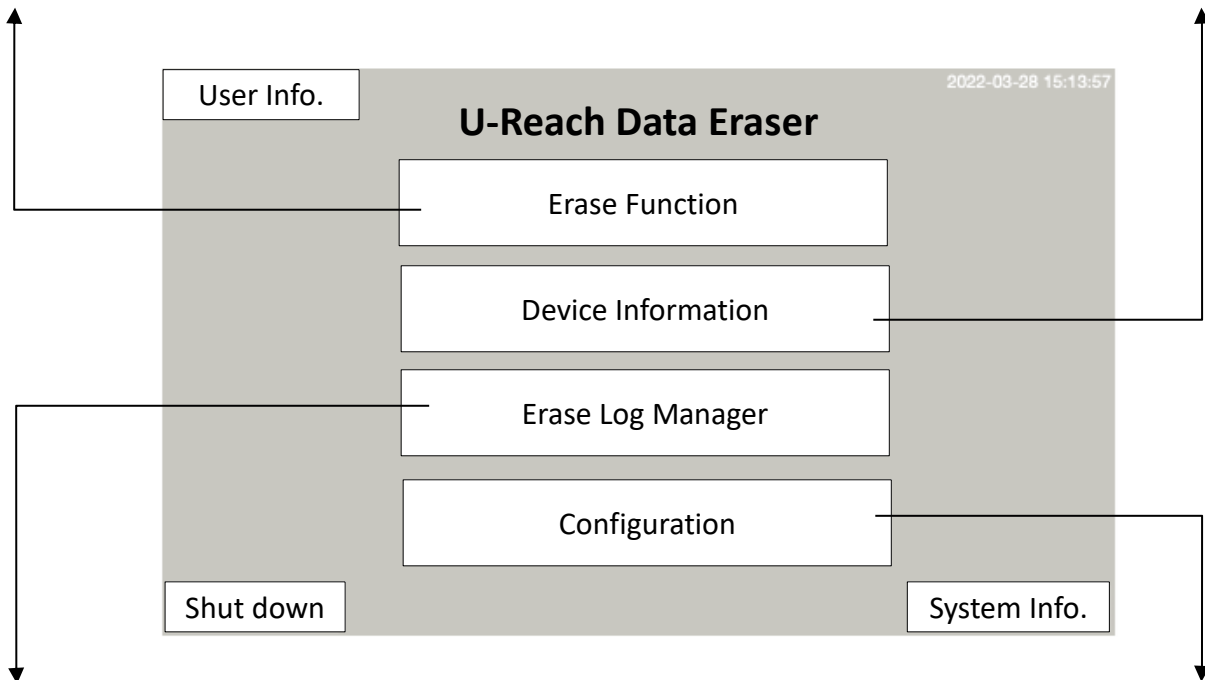 User Info.
2022-03-28 15:13:57
U-Reach Data Eraser
Erase Function
Device Information
Erase Log Manager
Configuration
Shut down
System Info.